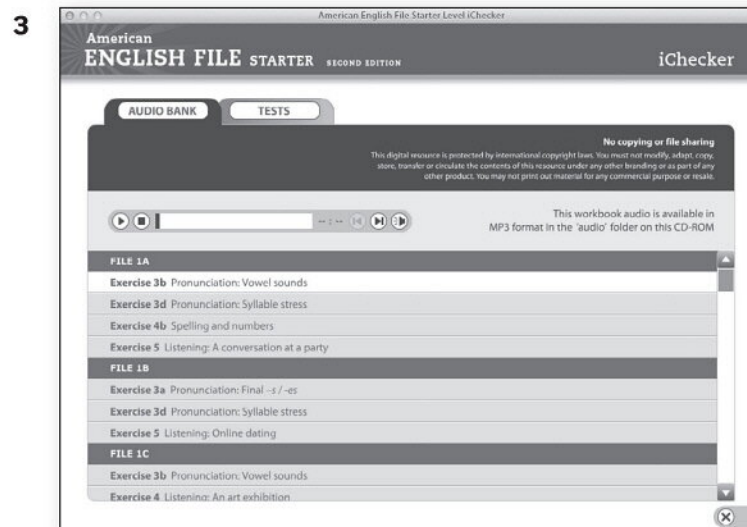 3
American English File Starter Level iChecker
American
ENGLISH FILE STARTER SECOND EDITION
iChecker
AUDIO BANK
TESTS
No copying or file sharing
This digital resource is protected by international copyright laws. You must not modify, adapt, copy,
store, transfer or circulate the contents of this resource under any other branding or as part of any
other product. You may not print out material for any commercial purpose or resale.
-- : --
This workbook audio is available in
MP3 format in the 'audio' folder on this CD-ROM
FILE 1A
Exercise 3b Pronunciation: Vowel sounds
Exercise 3d Pronunciation: Syllable stress
Exercise 4b Spelling and numbers
Exercise 5 Listening: A conversation at a party
FILE 1B
Exercise 3a Pronunciation: Final -s / -es
Exercise 3d Pronunciation: Syllable stress
Exercise 5 Listening: Online dating
FILE 1C
Exercise 3b Pronunciation: Vowel sounds
Exercise 4 Listening: An art exhibition